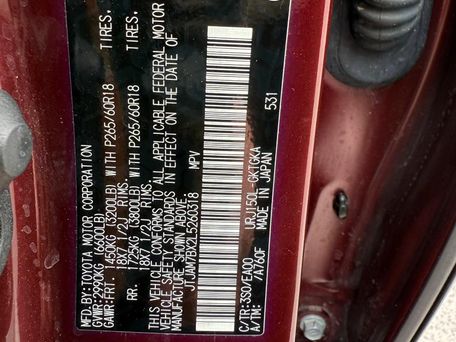 MFD.BY:TOYOTA MOTOR CORPORATION
GVWR:2990KG (6600LB)
GAWR:FRT. 1450KG (3200LB) WITH P265/60R18 TIRES,
18X7 1/2J RIMS,
RR. 1725KG (3800LB) WITH P265/60R18 TIRES,
18X7 1/2J RIMS.
THIS VEHICLE CONFORMS TO ALL APPLICABLE FEDERAL MOTOR
VEHICLE SAFETY STANDARDS IN EFFECT ON THE DATE OF
MANUFACTURE SHOWN ABOVE.
JTJAM7BX2L5260318 MPV
C/TR:3S0/EA00
A/TM: /A760F
URJ150L-GKTGKA
MADE IN JAPAN
531